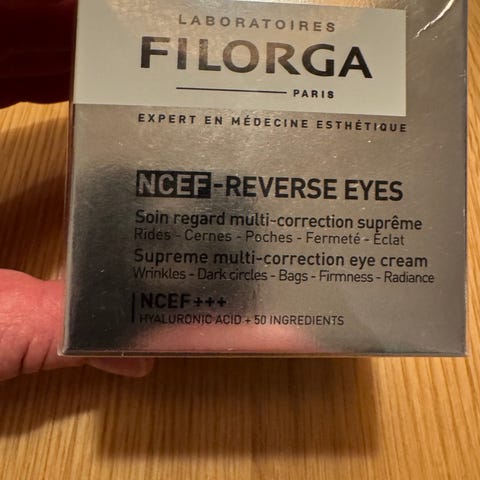 LABORATOIRES
FILORGA
PARIS
EXPERT EN MÉDECINE ESTHÉTIQUE
NCEF-REVERSE EYES
Soin regard multi-correction suprême
Rides - Cernes - Poches - Fermeté - Éclat
Supreme multi-correction eye cream
Wrinkles - Dark circles - Bags - Firmness - Radiance
NCEF+++
HYALURONIC ACID + 50 INGREDIENTS